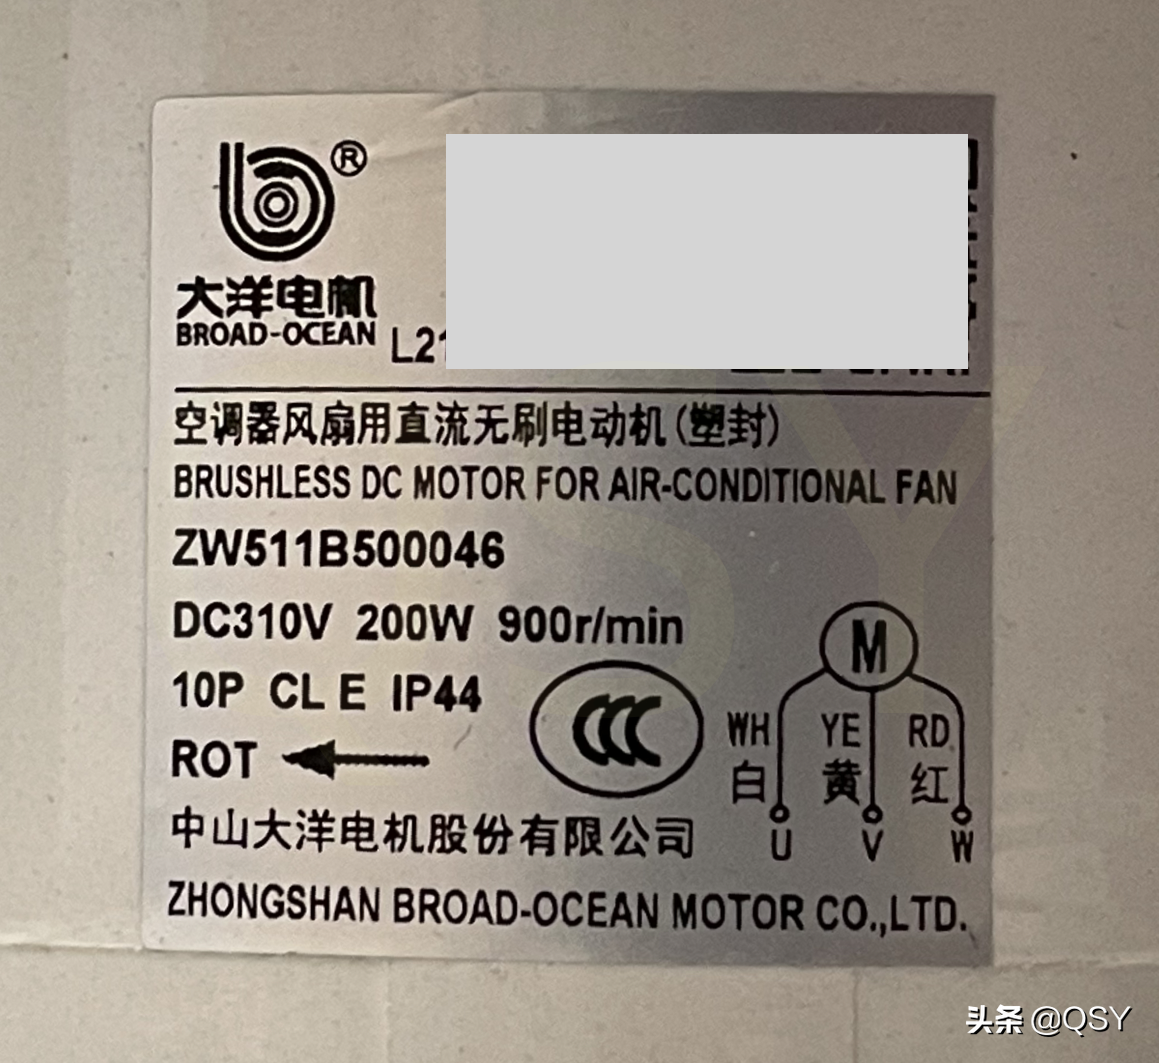 ®
大洋电机
BROAD-OCEAN
L21
空调器风扇用直流无刷电动机(塑封)
BRUSHLESS DC MOTOR FOR AIR-CONDITIONAL FAN
ZW511B500046
DC310V 200W 900r/min
10P CL E IP44
ROT
CCC
M
WH YE RD
白 黄 红
U V W
中山大洋电机股份有限公司
ZHONGSHAN BROAD-OCEAN MOTOR CO.,LTD.
头条 @QSY